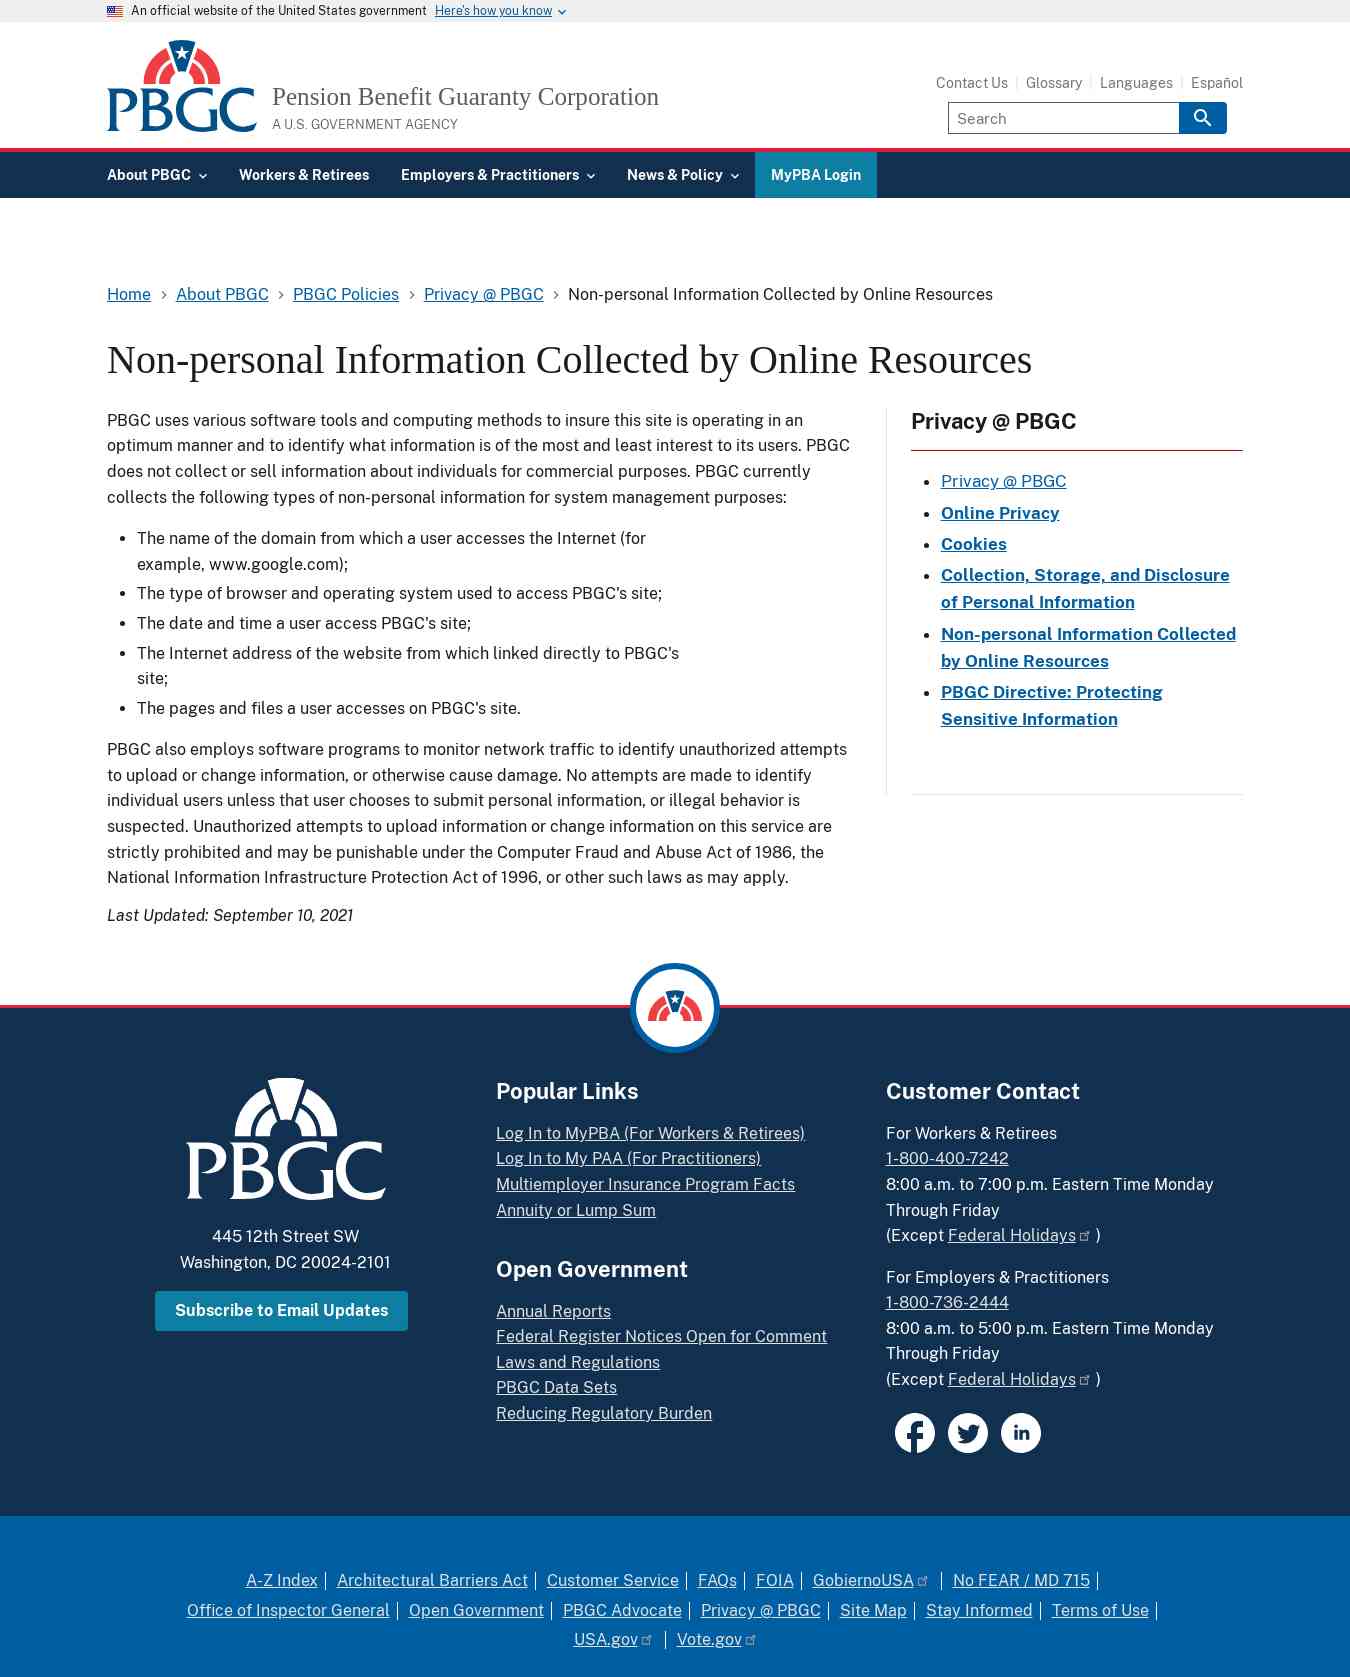 An official website of the United States government Here's how you know
PBGC
Pension Benefit Guaranty Corporation
A U.S. GOVERNMENT AGENCY
Contact Us Glossary Languages Español
Search
About PBGC Workers & Retirees Employers & Practitioners News & Policy MyPBA Login
Home About PBGC PBGC Policies Privacy @ PBGC Non-personal Information Collected by Online Resources
Non-personal Information Collected by Online Resources
PBGC uses various software tools and computing methods to insure this site is operating in an
optimum manner and to identify what information is of the most and least interest to its users. PBGC
does not collect or sell information about individuals for commercial purposes. PBGC currently
collects the following types of non-personal information for system management purposes:
• The name of the domain from which a user accesses the Internet (for
example, www.google.com);
• The type of browser and operating system used to access PBGC's site;
• The date and time a user access PBGC's site;
• The Internet address of the website from which linked directly to PBGC's
site;
• The pages and files a user accesses on PBGC's site.
PBGC also employs software programs to monitor network traffic to identify unauthorized attempts
to upload or change information, or otherwise cause damage. No attempts are made to identify
individual users unless that user chooses to submit personal information, or illegal behavior is
suspected. Unauthorized attempts to upload information or change information on this service are
strictly prohibited and may be punishable under the Computer Fraud and Abuse Act of 1986, the
National Information Infrastructure Protection Act of 1996, or other such laws as may apply.
Last Updated: September 10, 2021
Privacy @ PBGC
• Privacy @ PBGC
• Online Privacy
• Cookies
• Collection, Storage, and Disclosure
of Personal Information
• Non-personal Information Collected
by Online Resources
• PBGC Directive: Protecting
Sensitive Information
PBGC
445 12th Street SW
Washington, DC 20024-2101
Subscribe to Email Updates
Popular Links
Log In to MyPBA (For Workers & Retirees)
Log In to My PAA (For Practitioners)
Multiemployer Insurance Program Facts
Annuity or Lump Sum
Open Government
Annual Reports
Federal Register Notices Open for Comment
Laws and Regulations
PBGC Data Sets
Reducing Regulatory Burden
Customer Contact
For Workers & Retirees
1-800-400-7242
8:00 a.m. to 7:00 p.m. Eastern Time Monday
Through Friday
(Except Federal Holidays )
For Employers & Practitioners
1-800-736-2444
8:00 a.m. to 5:00 p.m. Eastern Time Monday
Through Friday
(Except Federal Holidays )
in
A-Z Index | Architectural Barriers Act | Customer Service | FAQs | FOIA | GobiernoUSA | No FEAR / MD 715 |
Office of Inspector General | Open Government | PBGC Advocate | Privacy @ PBGC | Site Map | Stay Informed | Terms of Use |
USA.gov | Vote.gov